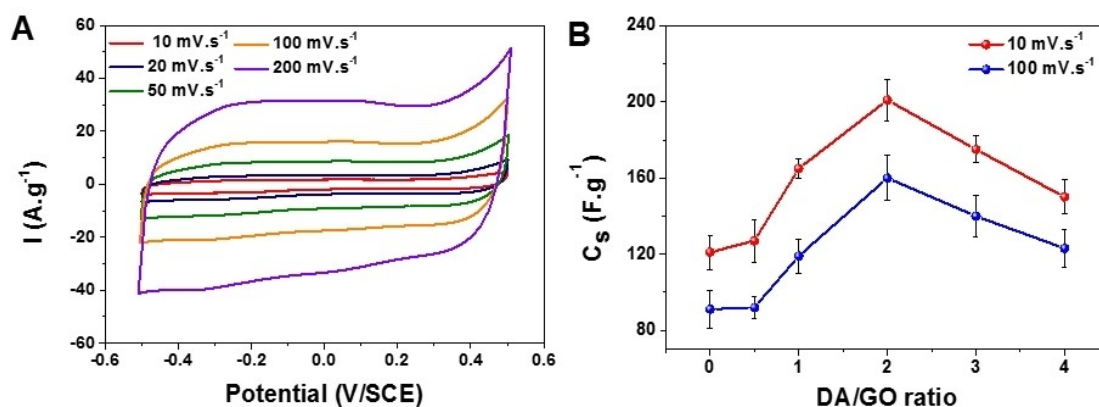 A
10 mV.s⁻¹
20 mV.s⁻¹
50 mV.s⁻¹
100 mV.s⁻¹
200 mV.s⁻¹
60
40
20
0
-20
-40
-60
I (A.g⁻¹)
-0.6 -0.4 -0.2 0.0 0.2 0.4 0.6
Potential (V/SCE)
B
10 mV.s⁻¹
100 mV.s⁻¹
240
200
160
120
80
Cₛ (F.g⁻¹)
0 1 2 3 4
DA/GO ratio